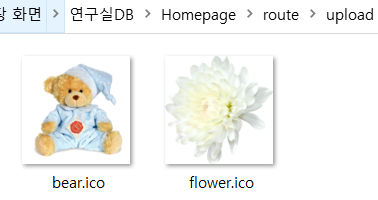 화면 > 연구실DB > Homepage > route > upload
bear.ico
flower.ico